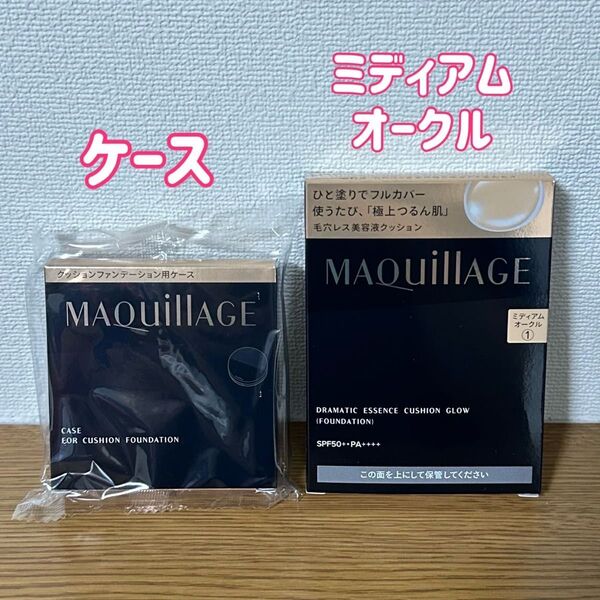 ケース
ミディアム
オークル
クッションファンデーション用ケース
MAQuillAGE
CASE
FOR CUSHION FOUNDATION
ひと塗りでフルカバー
使うたび、「極上つるん肌」
毛穴レス美容液クッション
MAQuillAGE
ミディアム
オークル
①
DRAMATIC ESSENCE CUSHION GLOW
(FOUNDATION)
SPF50+・PA++++
この面を上にして保管してください